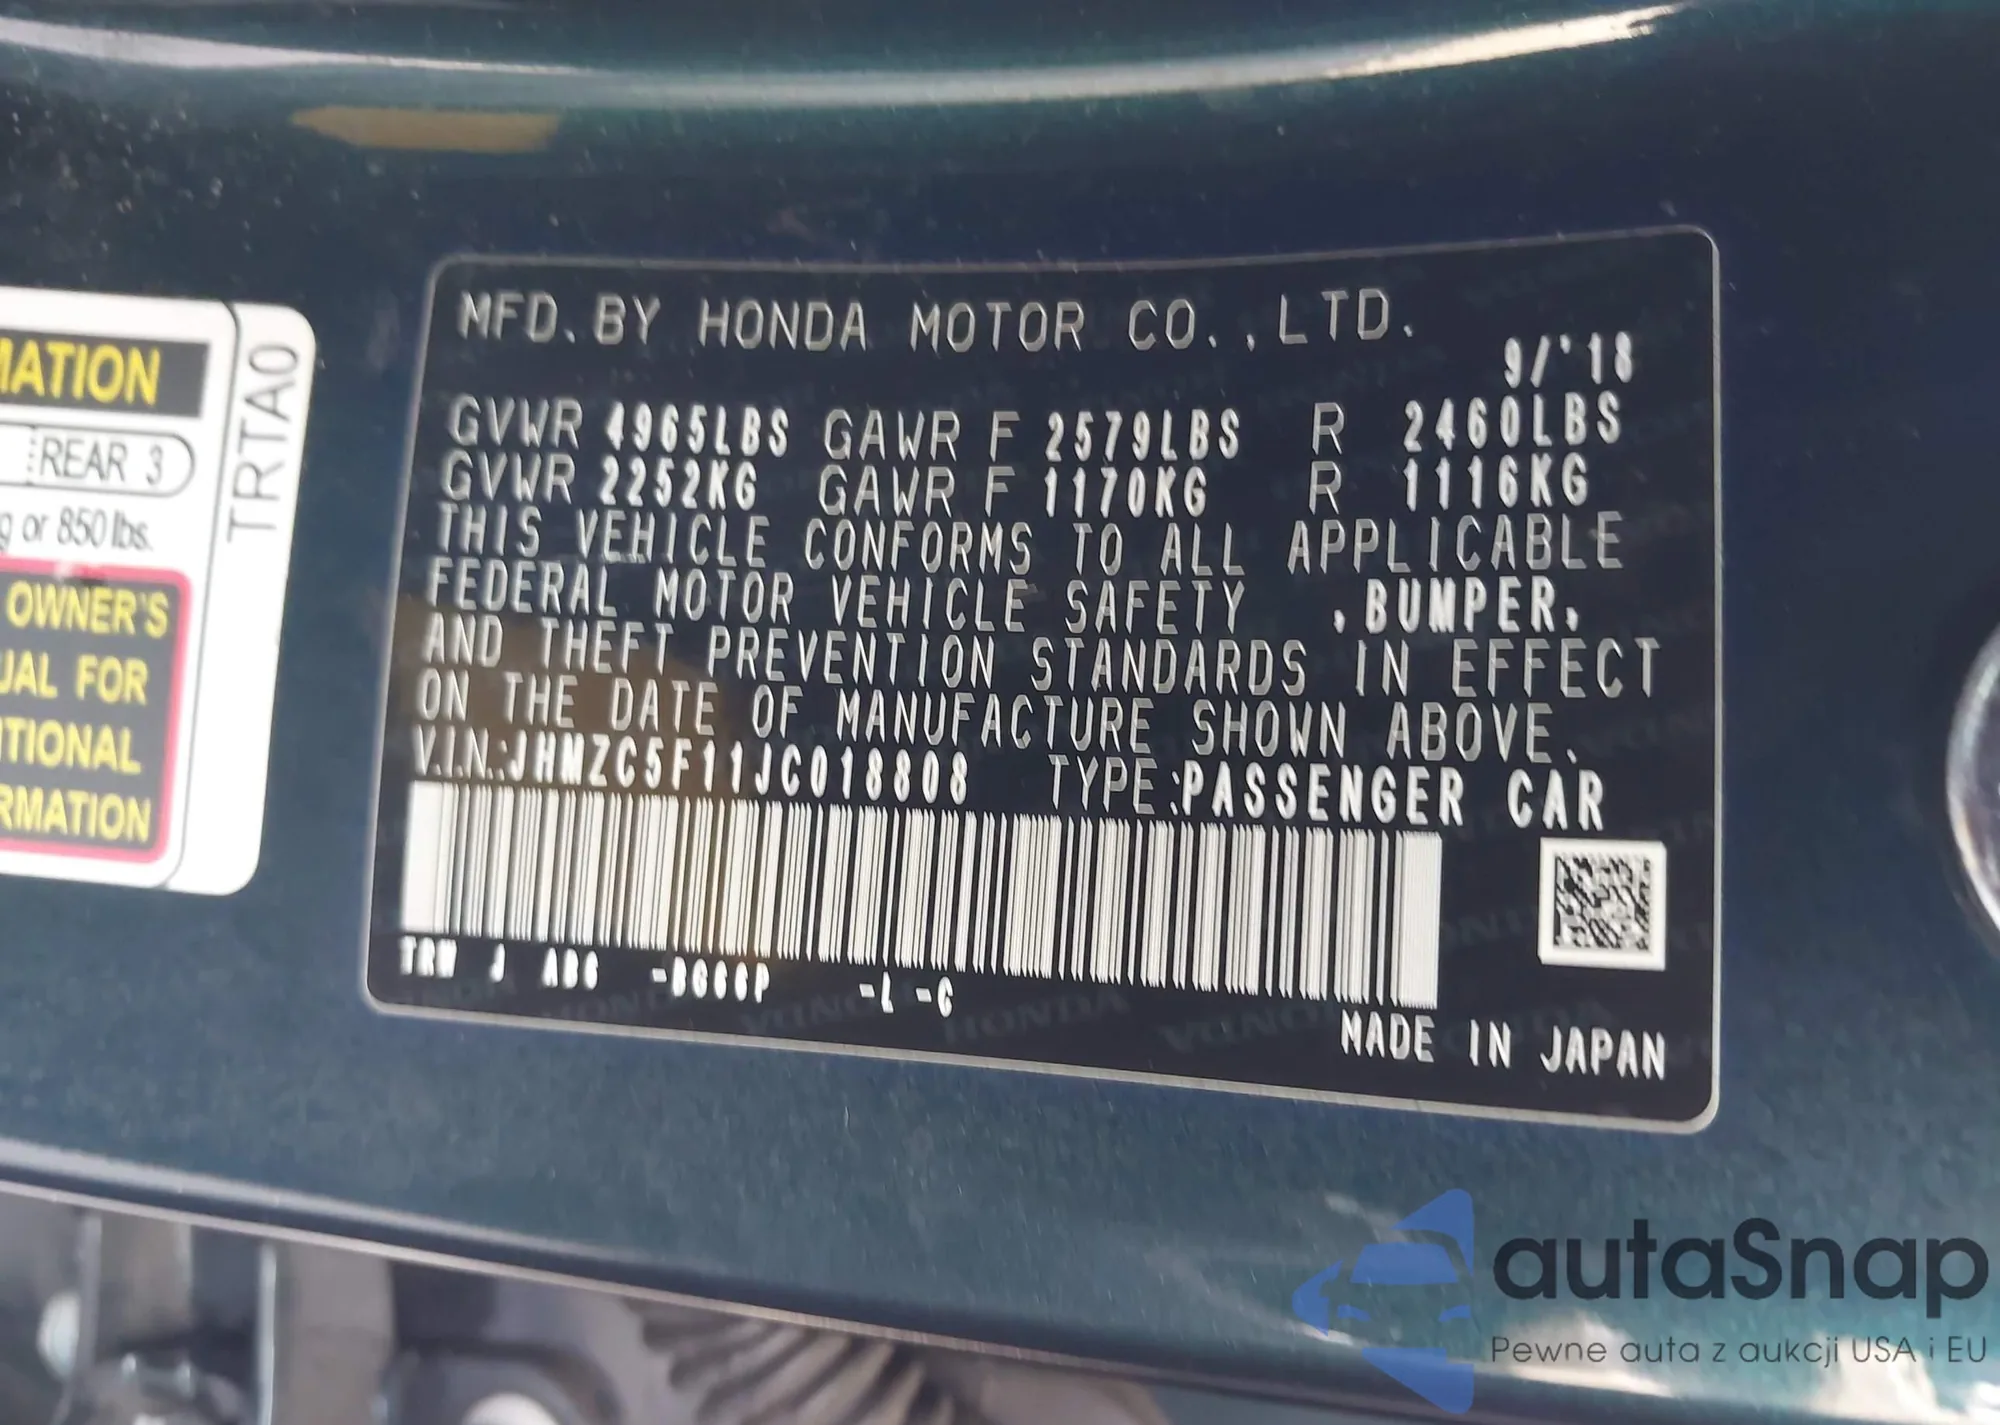 MATION
REAR 3
g or 850 lbs.
OWNER'S
UAL FOR
ITIONAL
RMATION
TRTA0
MFD. BY HONDA MOTOR CO., LTD.
9/'18
GVWR 4965LBS GAWR F 2579LBS R 2460LBS
GVWR 2252KG GAWR F 1170KG R 1116KG
THIS VEHICLE CONFORMS TO ALL APPLICABLE
FEDERAL MOTOR VEHICLE SAFETY , BUMPER,
AND THEFT PREVENTION STANDARDS IN EFFECT
ON THE DATE OF MANUFACTURE SHOWN ABOVE.
V.I.N.:JHMZC5F11JC018808 TYPE:PASSENGER CAR
TRW J -L -C
MADE IN JAPAN
autaSnap
Pewne auta z aukcji USA i EU